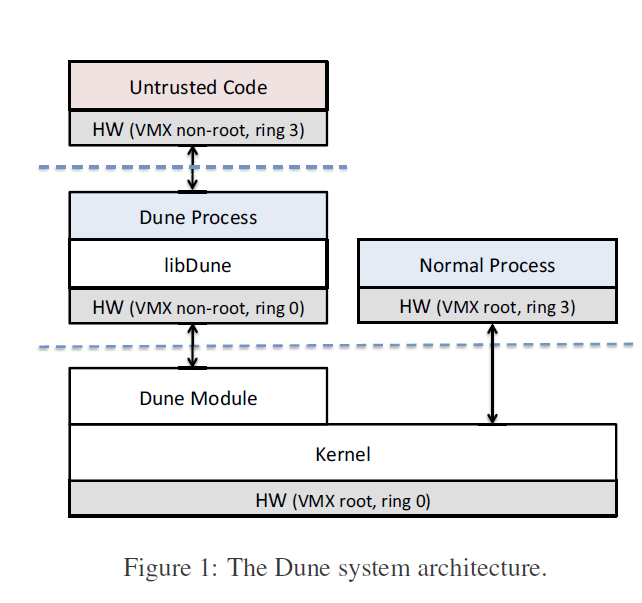 Untrusted Code
HW (VMX non-root, ring 3)
Dune Process
libDune
HW (VMX non-root, ring 0)
Normal Process
HW (VMX root, ring 3)
Dune Module
Kernel
HW (VMX root, ring 0)
Figure 1: The Dune system architecture.